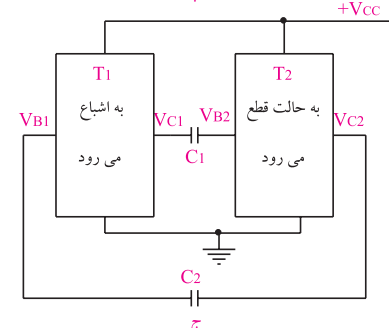 +VCC
T1
T2
به اشباع
می رود
به حالت قطع
می رود
VB1
VC1
VB2
VC2
C1
C2
ج